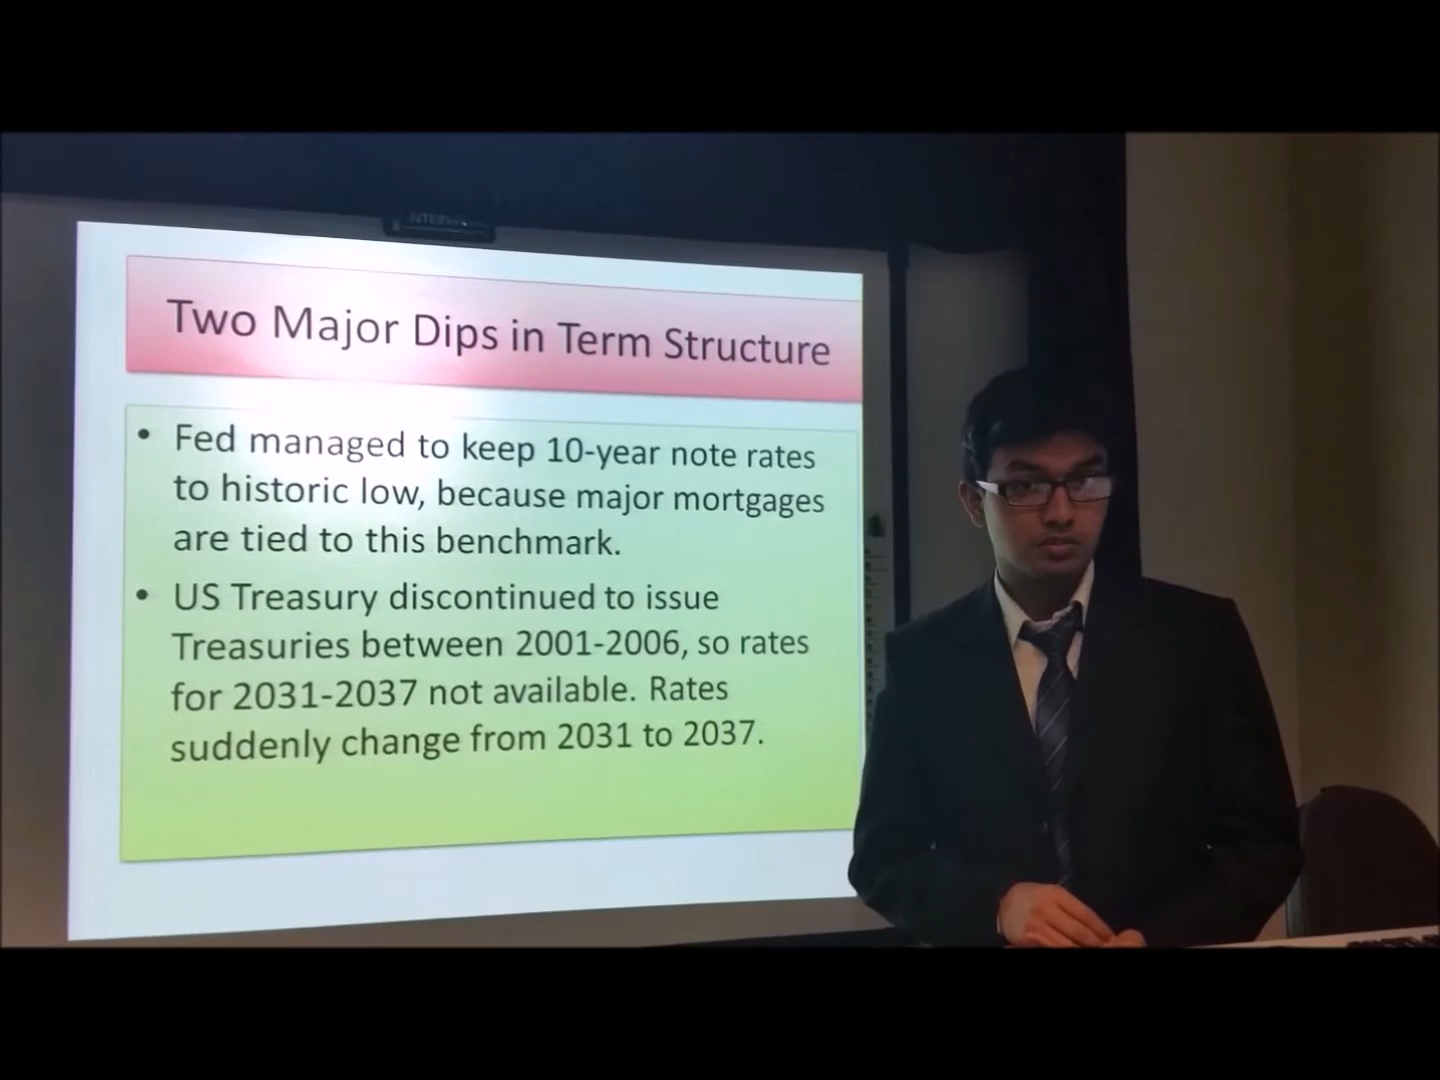 Two Major Dips in Term Structure
• Fed managed to keep 10-year note rates
to historic low, because major mortgages
are tied to this benchmark.
• US Treasury discontinued to issue
Treasuries between 2001-2006, so rates
for 2031-2037 not available. Rates
suddenly change from 2031 to 2037.